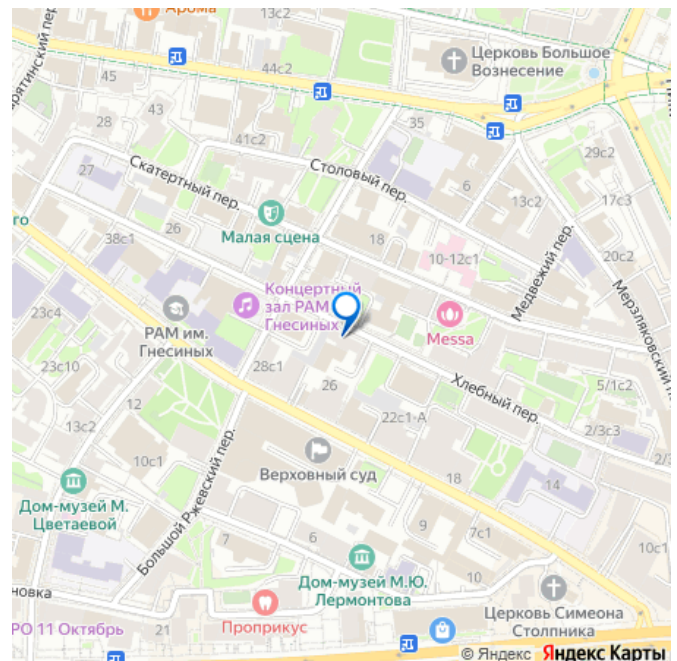 Арома
13с2
44с2
Церковь Большое
Вознесение
45
43
28
41с2
35
Столовый пер.
29с2
27
Скатертный пер.
6
13с2
17с3
Малая сцена
18
26
38с1
10-12с1
20с2
Медвежий пер.
Концертный
зал РАМ
Гнесиных
23с4
РАМ им.
Гнесиных
Messa
23с10
28с1
26
Хлебный пер.
5/1с2
12
22с1-А
2/3с3
13с2
10с1
Верховный суд
18
14
Дом-музей М.
Цветаевой
Большой Ржевский пер.
7
6
9
7с1
10с1
Дом-музей М.Ю.
Лермонтова
10
Церковь Симеона
Столпника
Проприкус
РО 11 Октябрь
21
© Яндекс Яндекс Карты